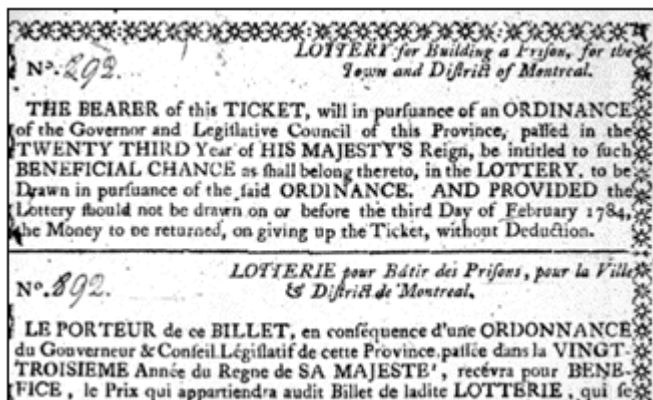 LOTTERY for Building a Prison, for the
No. 292. Town and District of Montreal.
THE BEARER of this TICKET, will in pursuance of an ORDINANCE
of the Governor and Legislative Council of this Province, passed in the
TWENTY THIRD Year of HIS MAJESTY'S Reign, be intitled to such
BENEFICIAL CHANCE as shall belong thereto, in the LOTTERY, to be
Drawn in pursuance of the said ORDINANCE. AND PROVIDED the
Lottery should not be drawn on or before the third Day of February 1784,
the Money to be returned, on giving up the Ticket, without Deduction.
LOTTERIE pour Bâtir des Prisons, pour la Ville
No. 892. & District de Montreal.
LE PORTEUR de ce BILLET, en conséquence d'une ORDONNANCE
du Gouverneur & Conseil Législatif de cette Province, passée dans la VINGT-
TROISIEME Année du Regne de SA MAJESTE', recévra pour BENE-
FICE, le Prix qui appartiendra audit Billet de ladite LOTTERIE, qui se